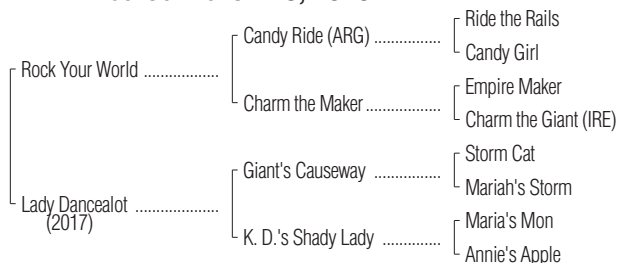 Rock Your World ..................
Lady Dancealot ....................
(2017)
Candy Ride (ARG) ................
Charm the Maker ..................
Giant's Causeway ................
K. D.'s Shady Lady ..............
Ride the Rails
Candy Girl
Empire Maker
Charm the Giant (IRE)
Storm Cat
Mariah's Storm
Maria's Mon
Annie's Apple